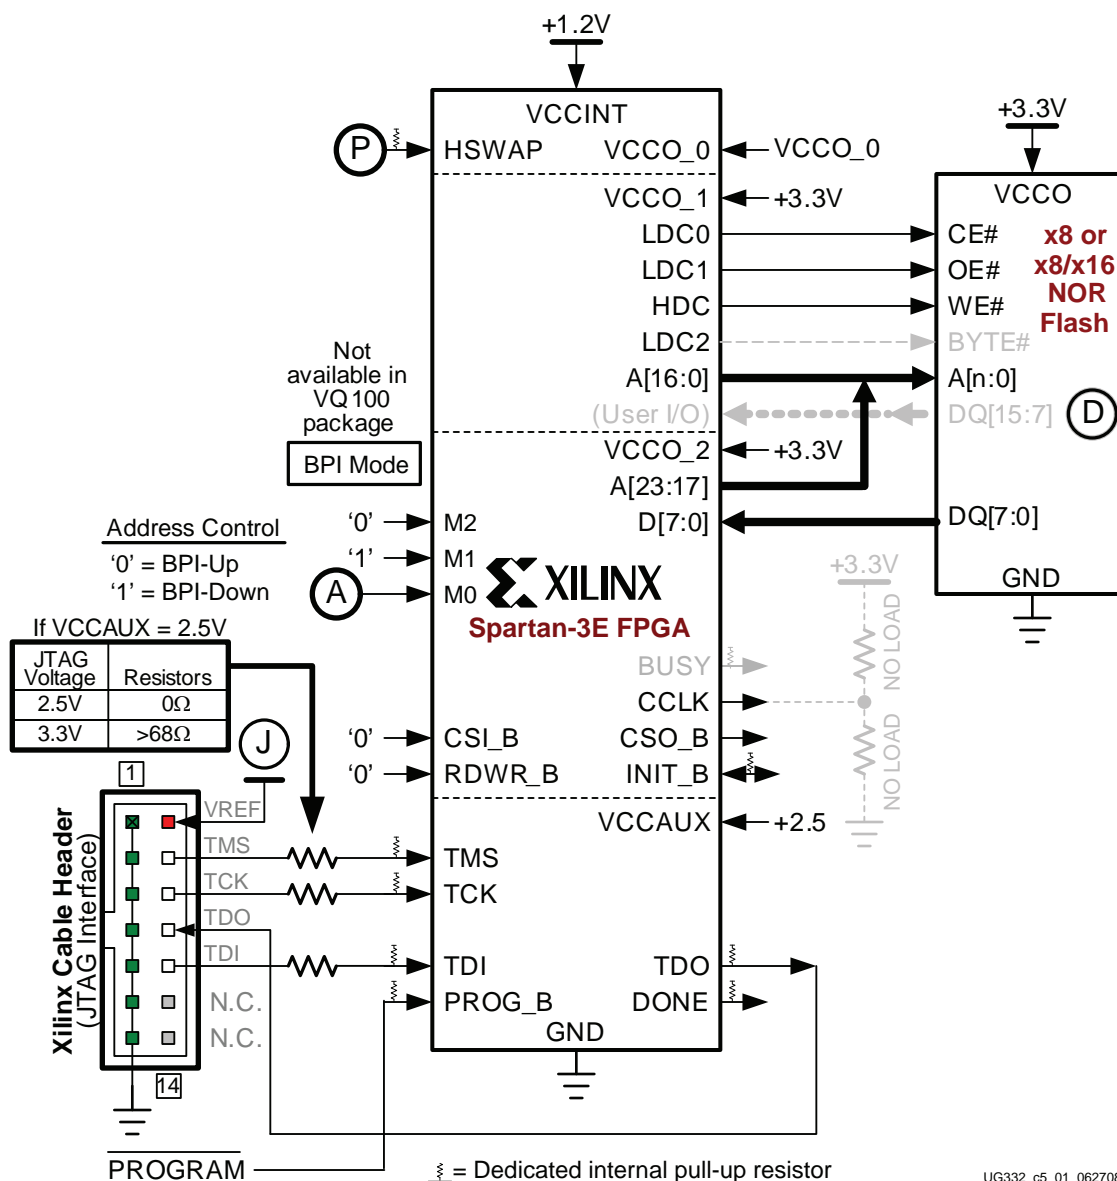 +1.2V
VCCINT
P
HSWAP
VCCO_0
VCCO_0
+3.3V
VCCO
VCCO_1
+3.3V
LDC0
CE#
x8 or
x8/x16
NOR
Flash
LDC1
OE#
HDC
WE#
LDC2
BYTE#
Not
available in
VQ100
package
A[16:0]
A[n:0]
(User I/O)
DQ[15:7]
D
BPI Mode
VCCO_2
+3.3V
A[23:17]
D[7:0]
DQ[7:0]
GND
Address Control
‘0’ = BPI-Up
‘1’ = BPI-Down
‘0’
M2
‘1’
M1
A
M0
XILINX
Spartan-3E FPGA
+3.3V
NO LOAD
NO LOAD
If VCCAUX = 2.5V
JTAG
Voltage
Resistors
2.5V
0Ω
3.3V
>68Ω
J
BUSY
CCLK
‘0’
CSI_B
CSO_B
‘0’
RDWR_B
INIT_B
VCCAUX
+2.5
1
Xilinx Cable Header
(JTAG Interface)
VREF
TMS
TMS
TCK
TCK
TDO
TDI
TDI
TDO
N.C.
PROG_B
DONE
N.C.
GND
14
PROGRAM
= Dedicated internal pull-up resistor
UG332_c5_01_062708